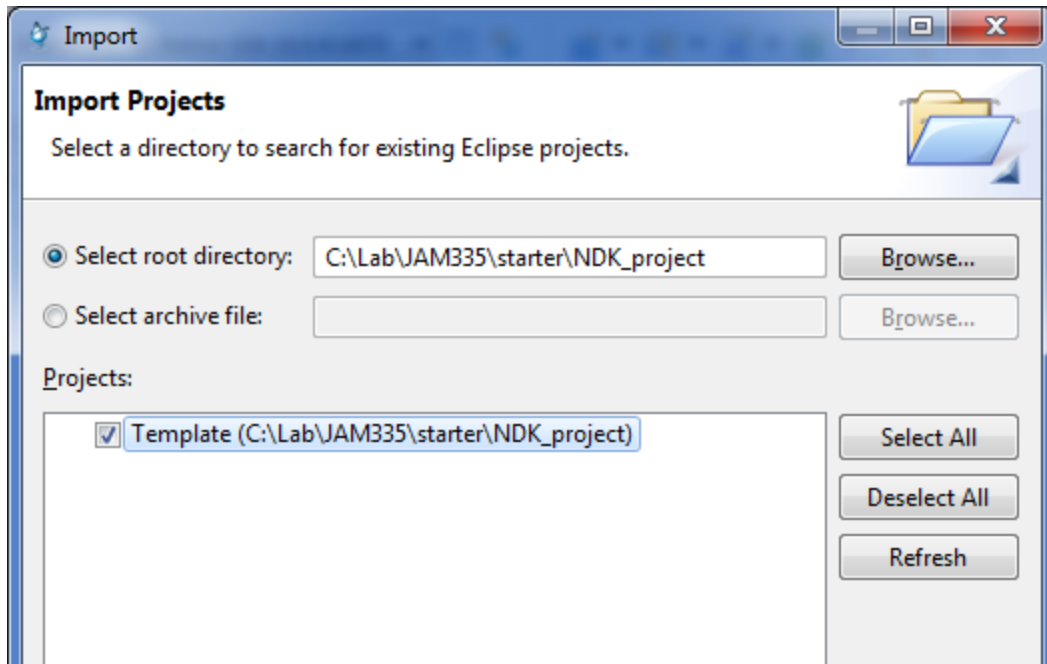 Import
Import Projects
Select a directory to search for existing Eclipse projects.
Select root directory: C:\Lab\JAM335\starter\NDK_project Browse...
Select archive file: Browse...
Projects:
Template (C:\Lab\JAM335\starter\NDK_project)
Select All
Deselect All
Refresh